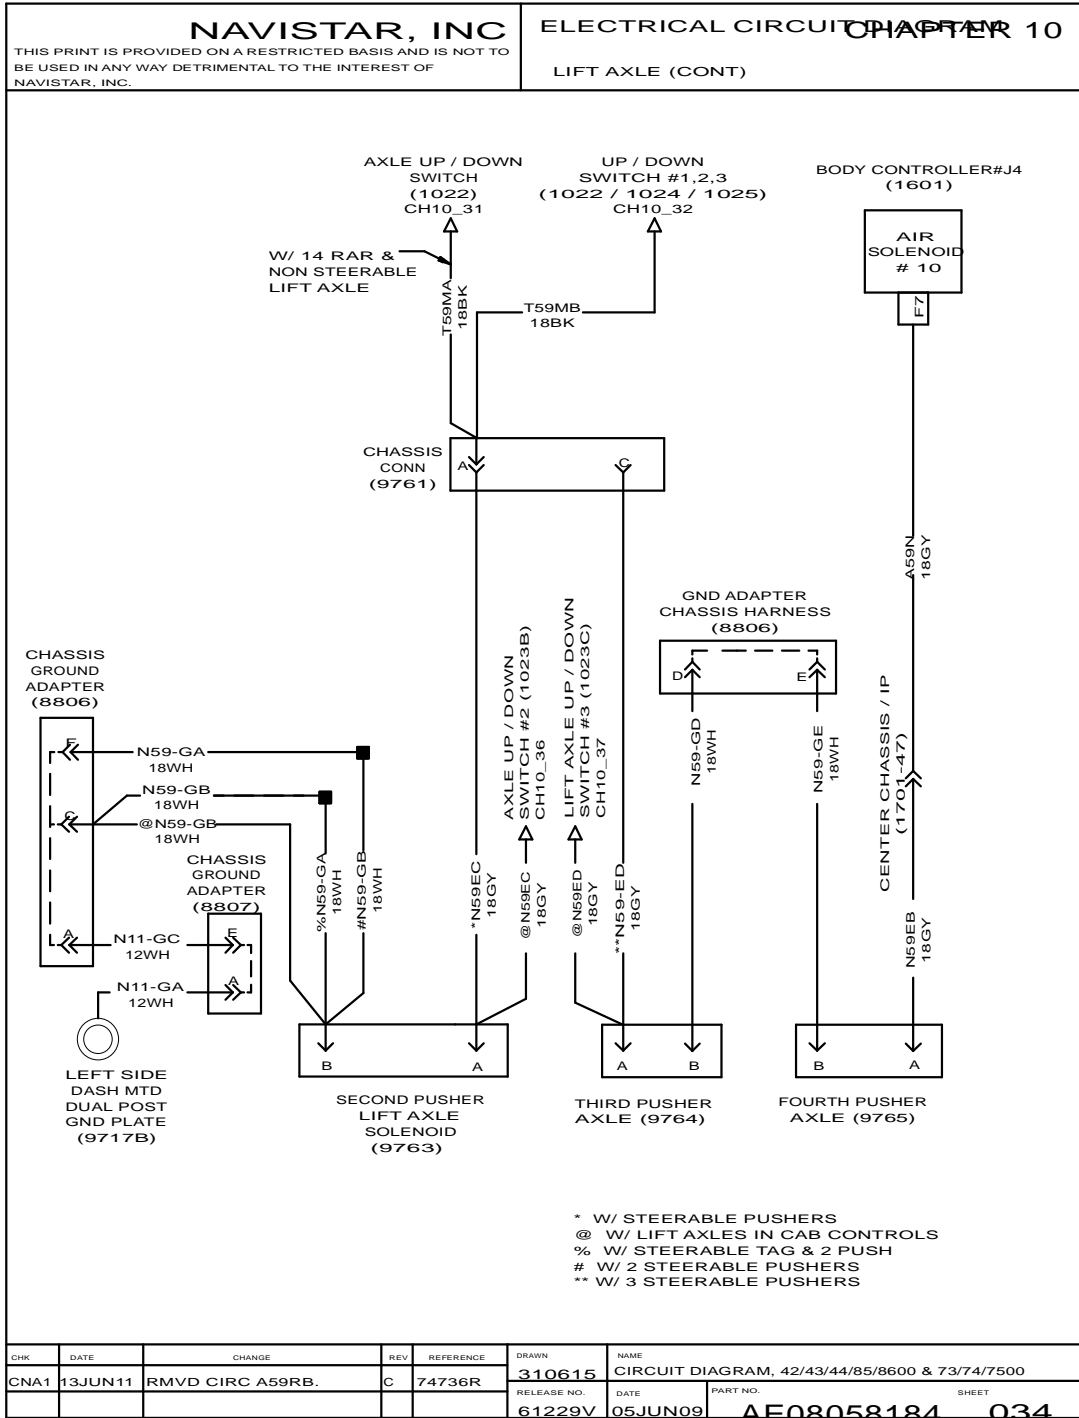 NAVISTAR, INC
THIS PRINT IS PROVIDED ON A RESTRICTED BASIS AND IS NOT TO
BE USED IN ANY WAY DETRIMENTAL TO THE INTEREST OF
NAVISTAR, INC.
ELECTRICAL CIRCUIT DIAGRAM
CHAPTER 10
LIFT AXLE (CONT)
AXLE UP / DOWN
SWITCH
(1022)
CH10_31
UP / DOWN
SWITCH #1,2,3
(1022 / 1024 / 1025)
CH10_32
BODY CONTROLLER#J4
(1601)
AIR
SOLENOID
# 10
F7
W/ 14 RAR &
NON STEERABLE
LIFT AXLE
T59MA
18BK
T59MB
18BK
CHASSIS
CONN
(9761)
A
C
A59N
18GY
GND ADAPTER
CHASSIS HARNESS
(8806)
D
E
CHASSIS
GROUND
ADAPTER
(8806)
F
N59-GA
18WH
N59-GB
18WH
C
@N59-GB
18WH
CHASSIS
GROUND
ADAPTER
(8807)
A
N11-GC
12WH
E
N11-GA
12WH
A
%N59-GA
18WH
#N59-GB
18WH
*N59EC
18GY
AXLE UP / DOWN
SWITCH #2 (1023B)
CH10_36
@N59EC
18GY
LIFT AXLE UP / DOWN
SWITCH #3 (1023C)
CH10_37
@N59ED
18GY
**N59-ED
18GY
N59-GD
18WH
N59-GE
18WH
CENTER CHASSIS / IP
(1701-47)
N59EB
18GY
LEFT SIDE
DASH MTD
DUAL POST
GND PLATE
(9717B)
B
A
SECOND PUSHER
LIFT AXLE
SOLENOID
(9763)
A
B
THIRD PUSHER
AXLE (9764)
B
A
FOURTH PUSHER
AXLE (9765)
* W/ STEERABLE PUSHERS
@ W/ LIFT AXLES IN CAB CONTROLS
% W/ STEERABLE TAG & 2 PUSH
# W/ 2 STEERABLE PUSHERS
** W/ 3 STEERABLE PUSHERS
CHK DATE CHANGE REV REFERENCE
CNA1 13JUN11 RMVD CIRC A59RB. C 74736R
DRAWN
310615
NAME
CIRCUIT DIAGRAM, 42/43/44/85/8600 & 73/74/7500
RELEASE NO.
61229V
DATE
05JUN09
PART NO.
AE08058184
SHEET
034